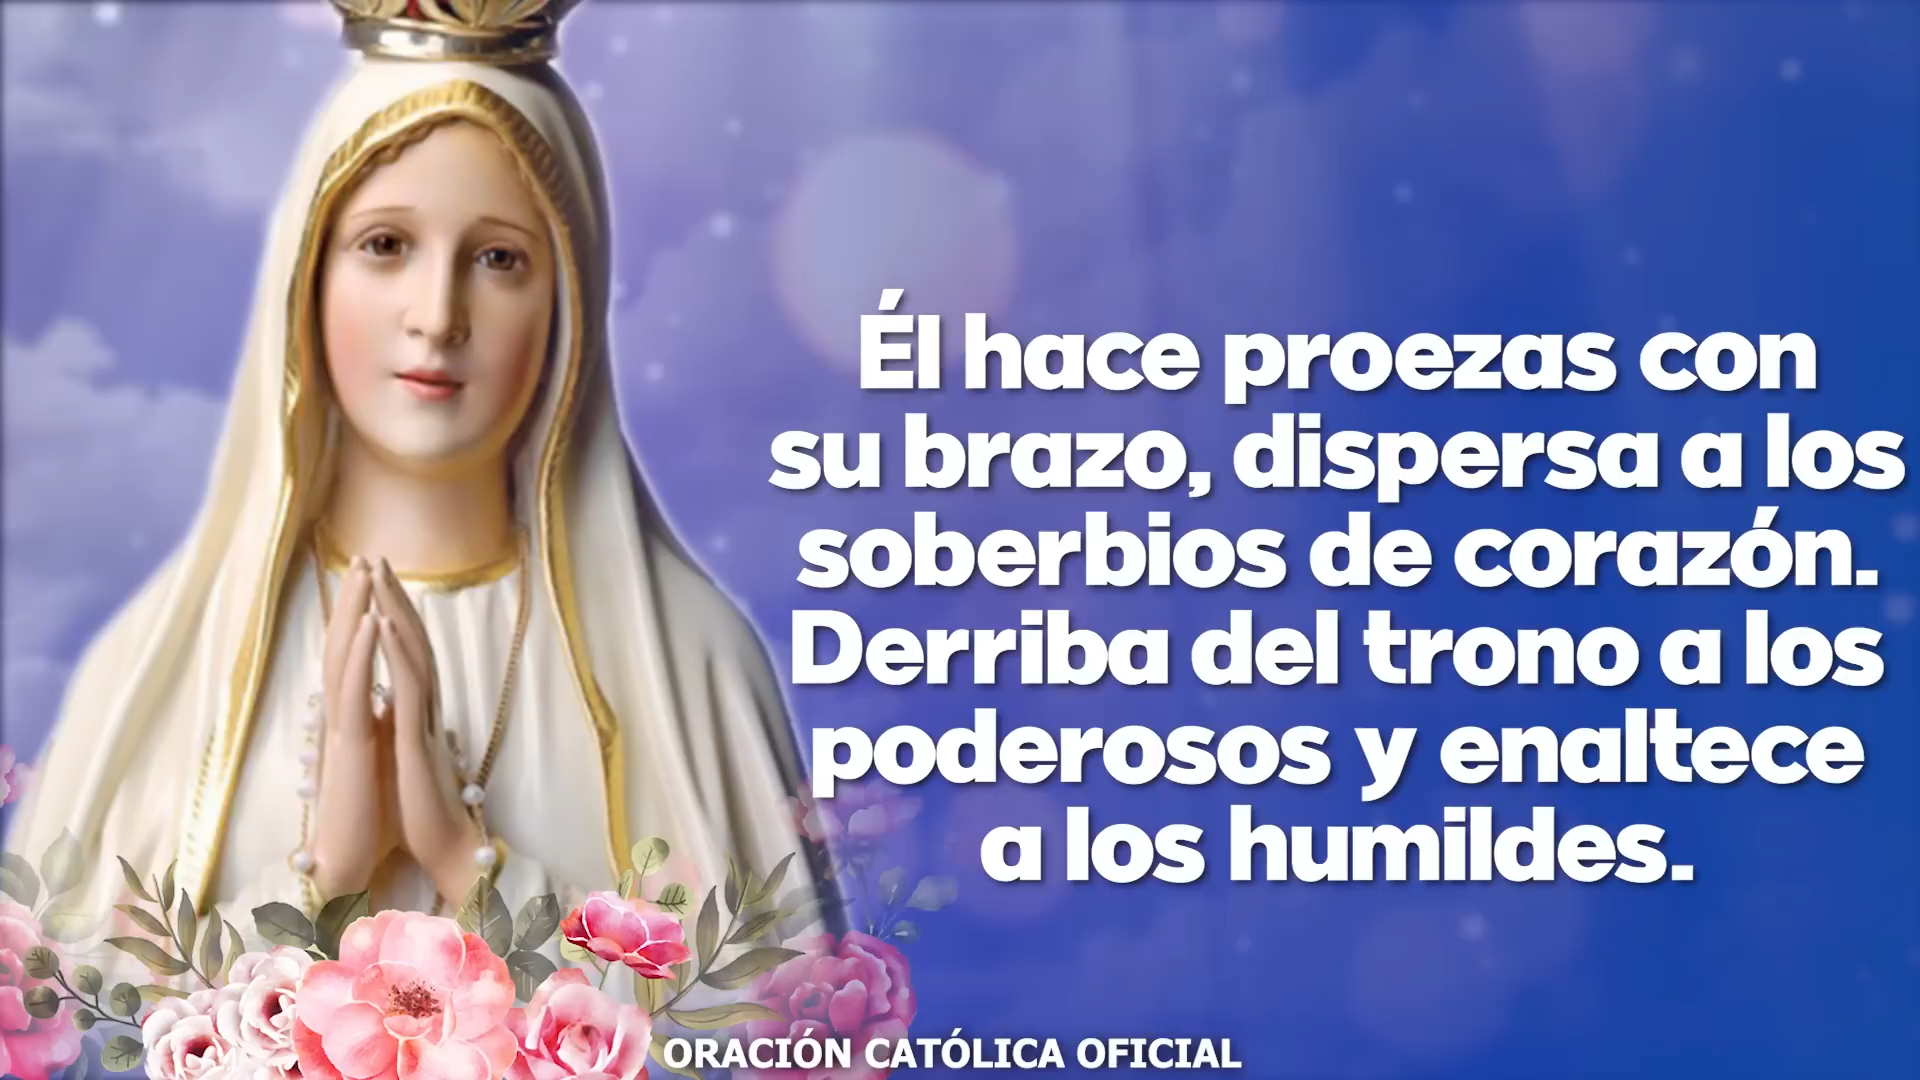 Él hace proezas con
su brazo, dispersa a los
soberbios de corazón.
Derriba del trono a los
poderosos y enaltece
a los humildes.
ORACIÓN CATÓLICA OFICIAL